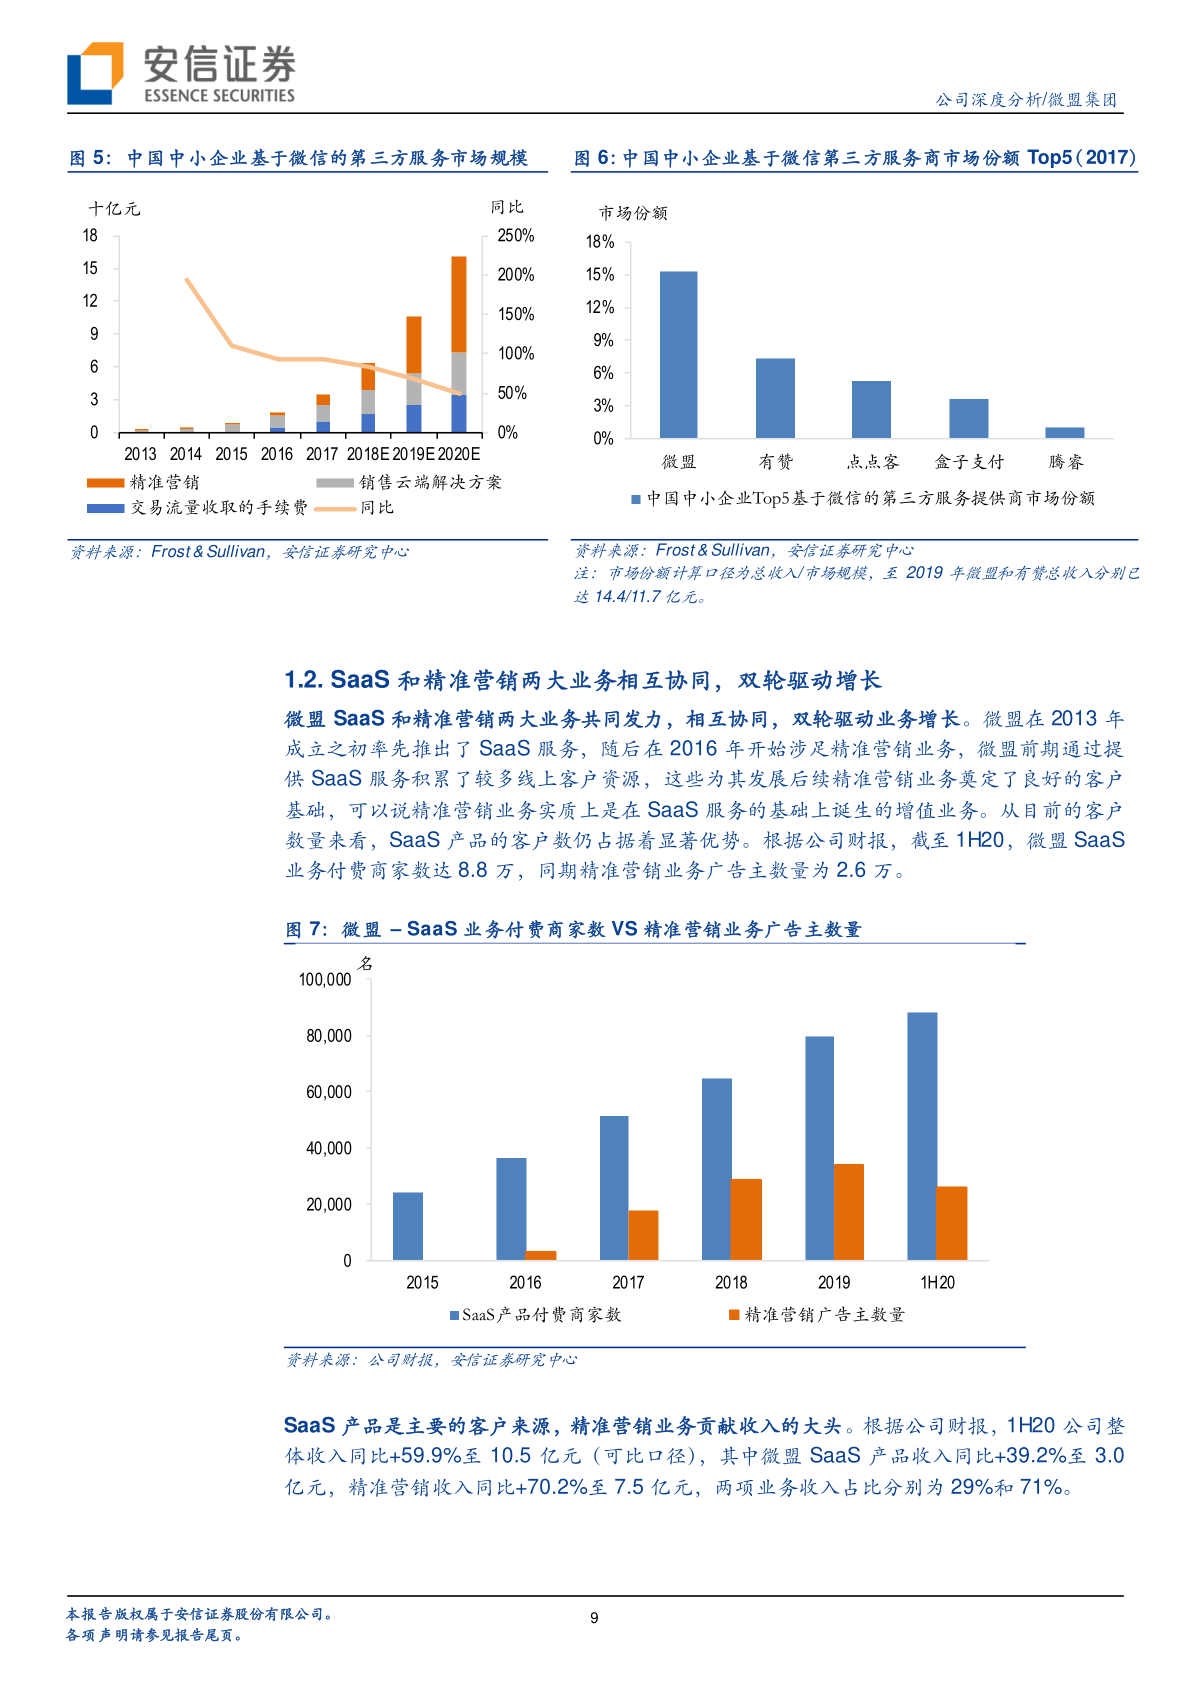 安信证券
ESSENCE SECURITIES
公司深度分析/微盟集团
图 5：中国中小企业基于微信的第三方服务市场规模
十亿元
同比
18
15
12
9
6
3
0
250%
200%
150%
100%
50%
0%
2013 2014 2015 2016 2017 2018E 2019E 2020E
精准营销
销售云端解决方案
交易流量收取的手续费
同比
资料来源：Frost & Sullivan，安信证券研究中心
图 6：中国中小企业基于微信第三方服务商市场份额 Top5（2017）
市场份额
18%
15%
12%
9%
6%
3%
0%
微盟 有赞 点点客 盒子支付 腾睿
中国中小企业Top5基于微信的第三方服务提供商市场份额
资料来源：Frost & Sullivan，安信证券研究中心
注：市场份额计算口径为总收入/市场规模，至 2019 年微盟和有赞总收入分别已
达 14.4/11.7 亿元。
1.2. SaaS 和精准营销两大业务相互协同，双轮驱动增长
微盟 SaaS 和精准营销两大业务共同发力，相互协同，双轮驱动业务增长。微盟在 2013 年
成立之初率先推出了 SaaS 服务，随后在 2016 年开始涉足精准营销业务，微盟前期通过提
供 SaaS 服务积累了较多线上客户资源，这些为其发展后续精准营销业务奠定了良好的客户
基础，可以说精准营销业务实质上是在 SaaS 服务的基础上诞生的增值业务。从目前的客户
数量来看，SaaS 产品的客户数仍占据着显著优势。根据公司财报，截至 1H20，微盟 SaaS
业务付费商家数达 8.8 万，同期精准营销业务广告主数量为 2.6 万。
图 7：微盟 – SaaS 业务付费商家数 VS 精准营销业务广告主数量
名
100,000
80,000
60,000
40,000
20,000
0
2015 2016 2017 2018 2019 1H20
SaaS产品付费商家数
精准营销广告主数量
资料来源：公司财报，安信证券研究中心
SaaS 产品是主要的客户来源，精准营销业务贡献收入的大头。根据公司财报，1H20 公司整
体收入同比+59.9%至 10.5 亿元（可比口径），其中微盟 SaaS 产品收入同比+39.2%至 3.0
亿元，精准营销收入同比+70.2%至 7.5 亿元，两项业务收入占比分别为 29%和 71%。
本报告版权属于安信证券股份有限公司。
各项声明请参见报告尾页。
9